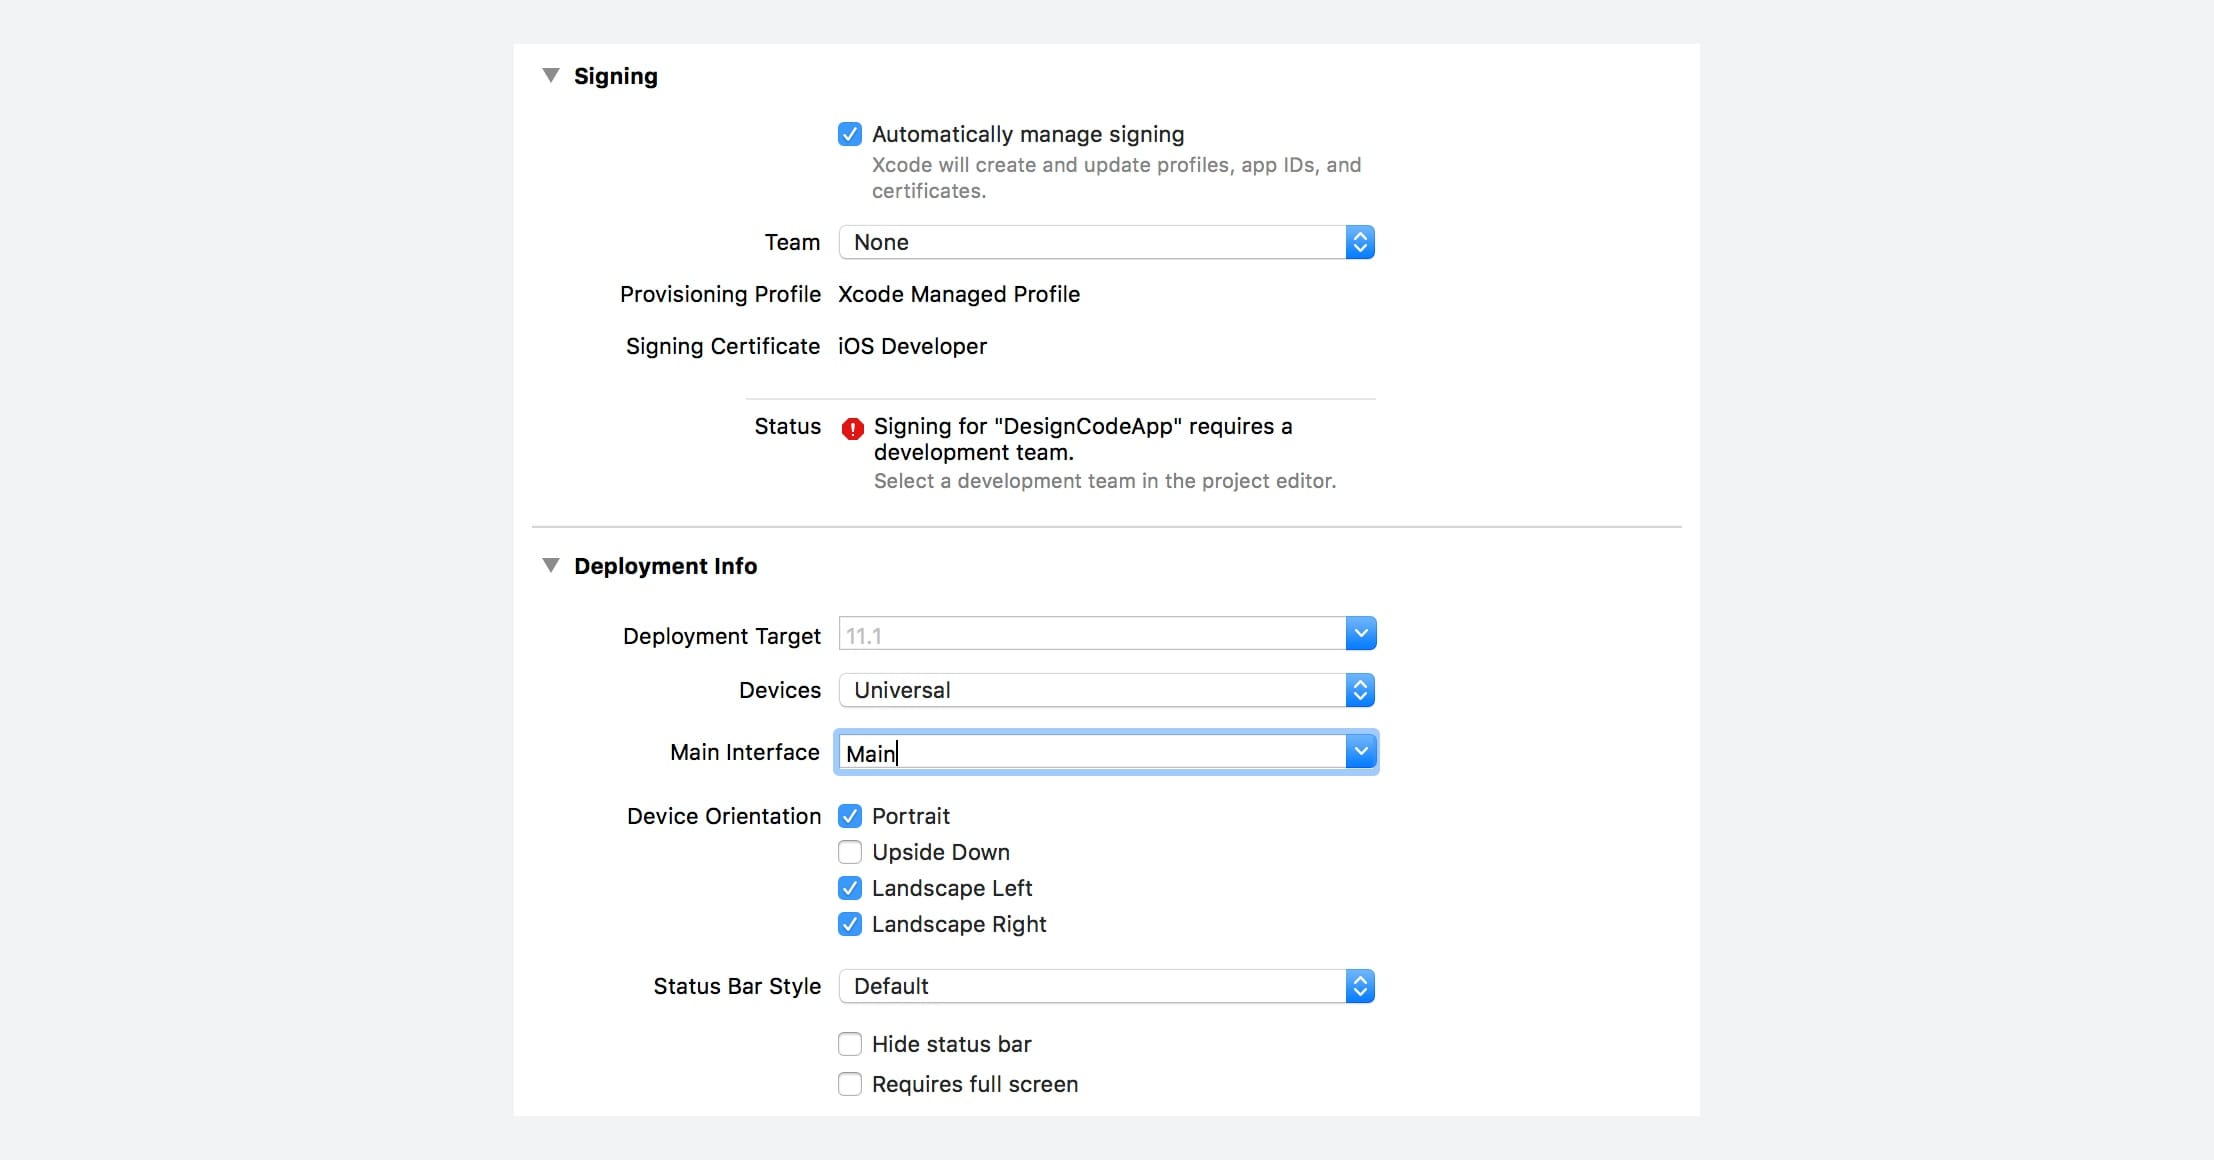 Signing
Automatically manage signing
Xcode will create and update profiles, app IDs, and
certificates.
Team None
Provisioning Profile Xcode Managed Profile
Signing Certificate iOS Developer
Status Signing for "DesignCodeApp" requires a
development team.
Select a development team in the project editor.
Deployment Info
Deployment Target 11.1
Devices Universal
Main Interface Main
Device Orientation Portrait
Upside Down
Landscape Left
Landscape Right
Status Bar Style Default
Hide status bar
Requires full screen